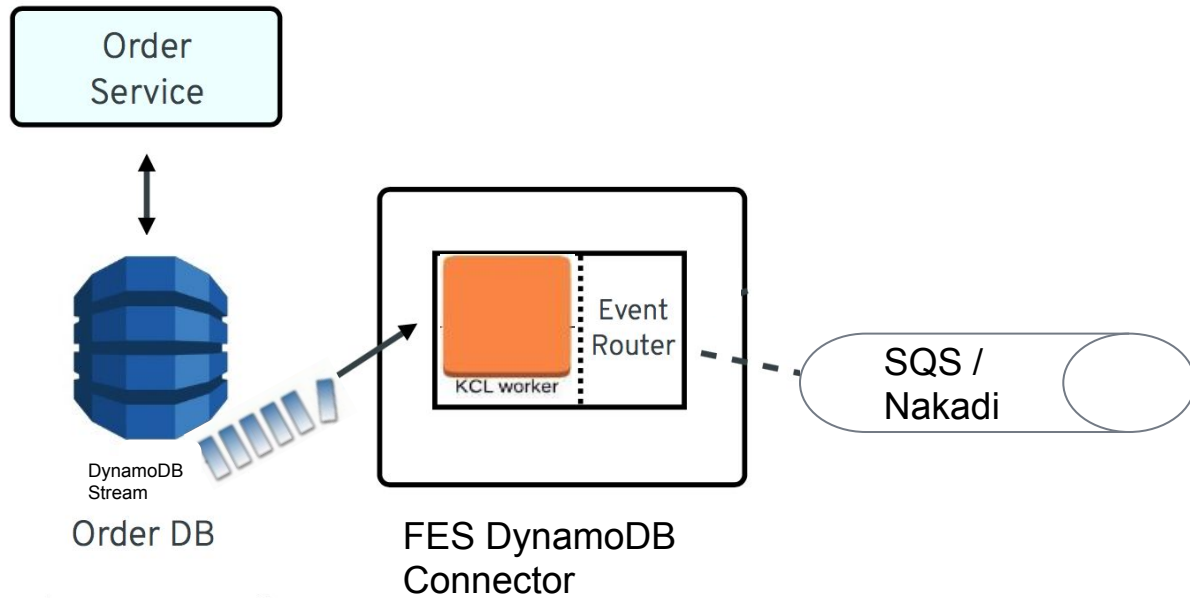 Order
Service
DynamoDB
Stream
Order DB
KCL worker
Event
Router
FES DynamoDB
Connector
SQS /
Nakadi